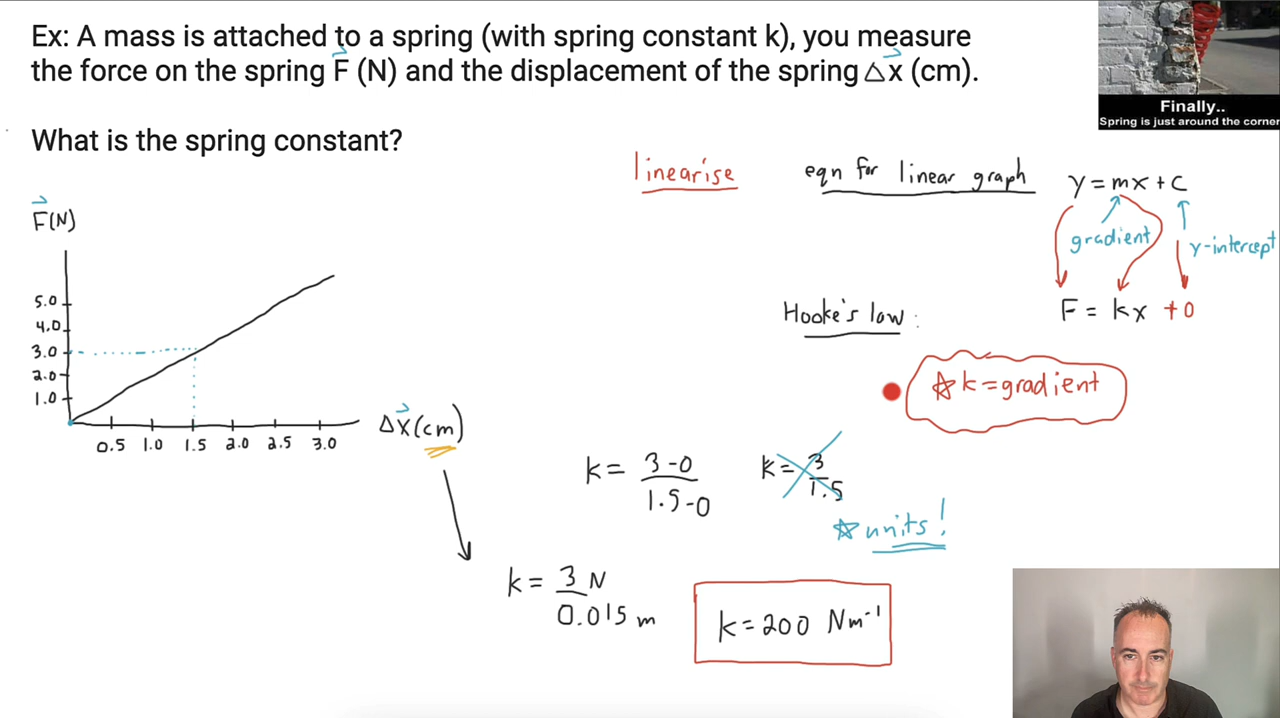 Ex: A mass is attached to a spring (with spring constant k), you measure
the force on the spring F⃗ (N) and the displacement of the spring Δx⃗ (cm).
What is the spring constant?
Finally..
Spring is just around the corner
linearise
eqn for linear graph
y = mx + c
gradient
y-intercept
Hooke's law:
F = kx + 0
☆ k = gradient
F⃗(N)
5.0
4.0
3.0
2.0
1.0
0.5 1.0 1.5 2.0 2.5 3.0
Δx⃗(cm)
k = 3-0
1.5-0
k = 3
1.5
☆ units!
k = 3 N
0.015 m
k = 200 Nm⁻¹